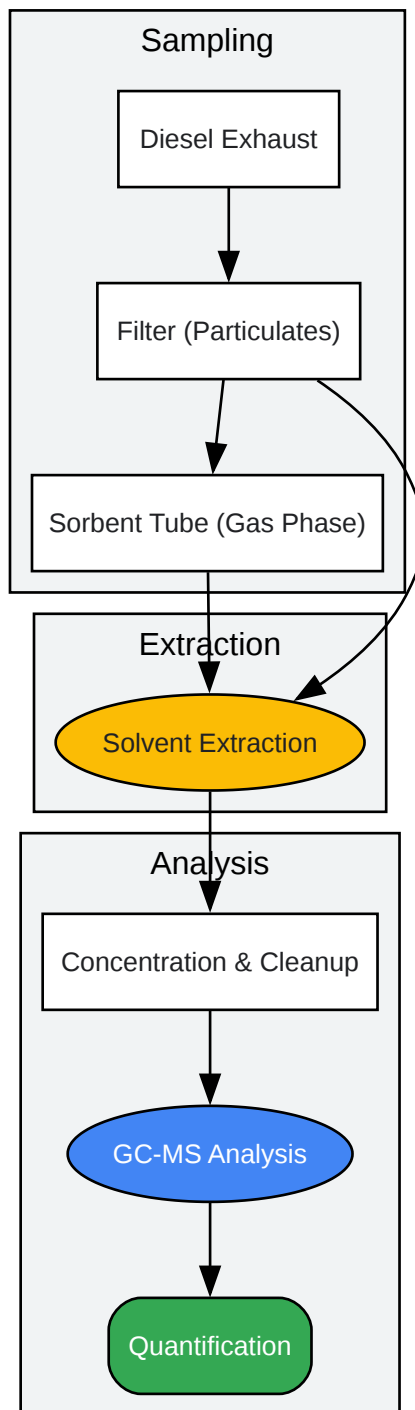 Sampling
Diesel Exhaust
Filter (Particulates)
Sorbent Tube (Gas Phase)
Extraction
Solvent Extraction
Analysis
Concentration & Cleanup
GC-MS Analysis
Quantification